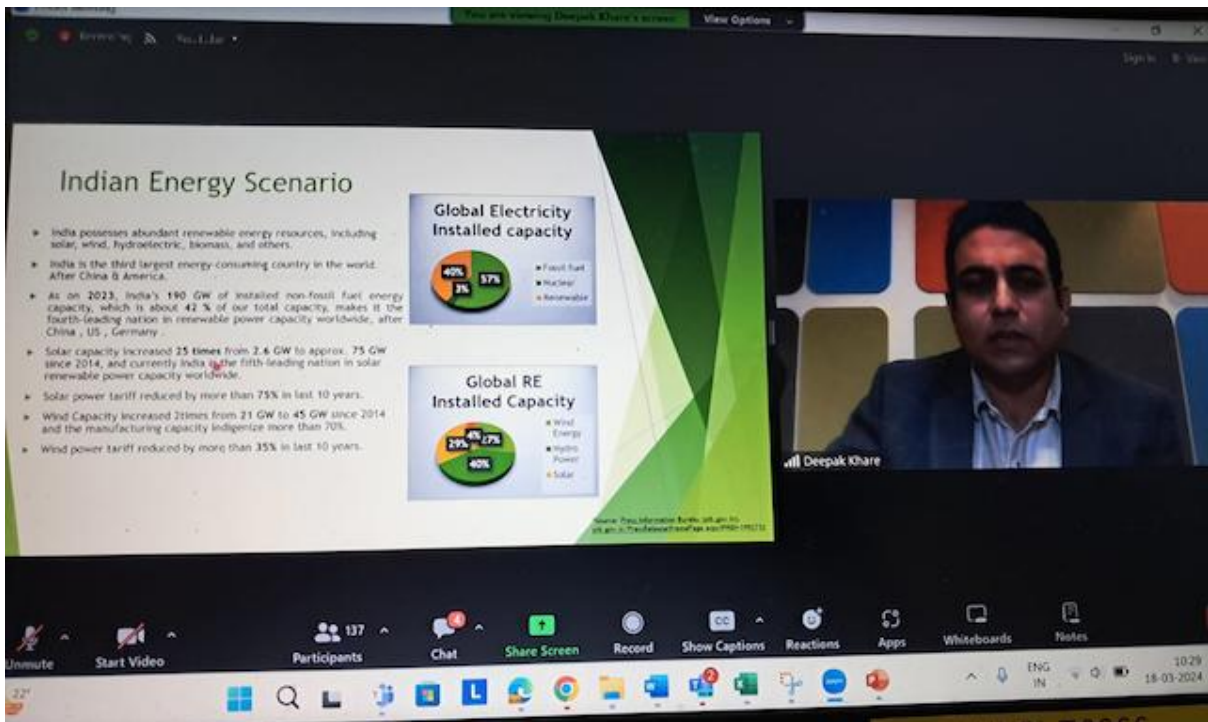 You are viewing Deepak Khare's screen
View Options
Sign In
View
Indian Energy Scenario
India possesses abundant renewable energy resources, including
solar, wind, hydroelectric, biomass, and others.
India is the third largest energy-consuming country in the world.
After China & America.
As on 2023, India's 190 GW of installed non-fossil fuel energy
capacity, which is about 42 % of our total capacity, makes it the
fourth-leading nation in renewable power capacity worldwide, after
China , US , Germany .
Solar capacity increased 25 times from 2.6 GW to approx. 75 GW
since 2014, and currently India is the fifth-leading nation in solar
renewable power capacity worldwide.
Solar power tariff reduced by more than 75% in last 10 years.
Wind Capacity increased 2times from 21 GW to 45 GW since 2014
and the manufacturing capacity indigenize more than 70%.
Wind power tariff reduced by more than 35% in last 10 years.
Global Electricity
Installed capacity
40%
3%
57%
Fossil fuel
Nuclear
Renewable
Global RE
Installed Capacity
29%
4%
27%
40%
Wind
Energy
Hydro
Power
Solar
Source: Press Information Bureau
Deepak Khare
Unmute
Start Video
137
Participants
4
Chat
Share Screen
Record
CC
Show Captions
Reactions
Apps
Whiteboards
Notes
22°
L
2
ENG
IN
10:29
18-03-2024